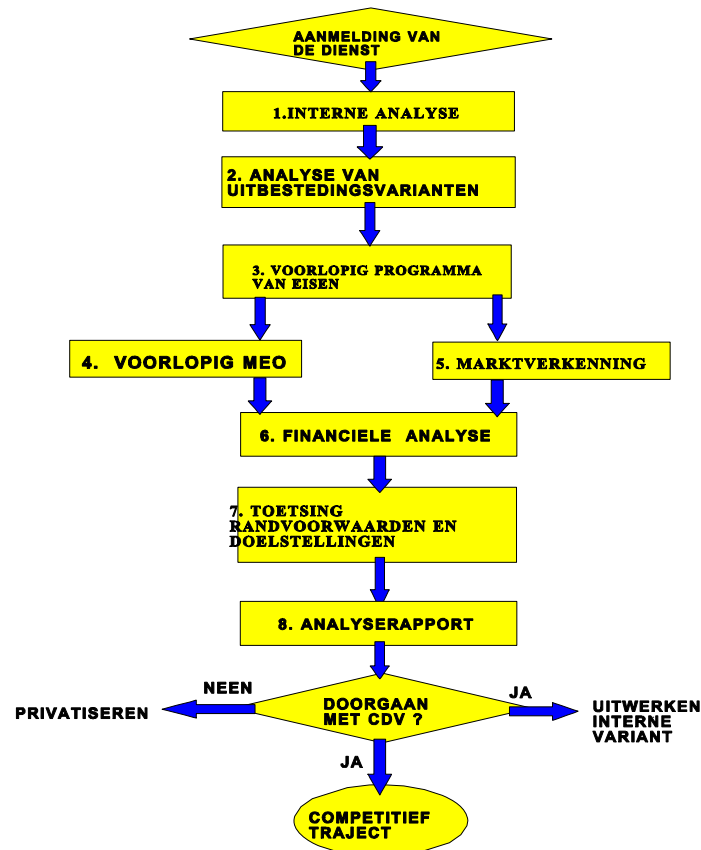 AANMELDING VAN
DE DIENST
1.INTERNE ANALYSE
2. ANALYSE VAN
UITBESTEDINGSVARIANTEN
3. VOORLOPIG PROGRAMMA
VAN EISEN
4. VOORLOPIG MEO
5. MARKTVERKENNING
6. FINANCIELE ANALYSE
7. TOETSING
RANDVOORWAARDEN EN
DOELSTELLINGEN
8. ANALYSERAPPORT
NEEN
PRIVATISEREN
DOORGAAN
MET CDV ?
JA
UITWERKEN
INTERNE
VARIANT
JA
COMPETITIEF
TRAJECT